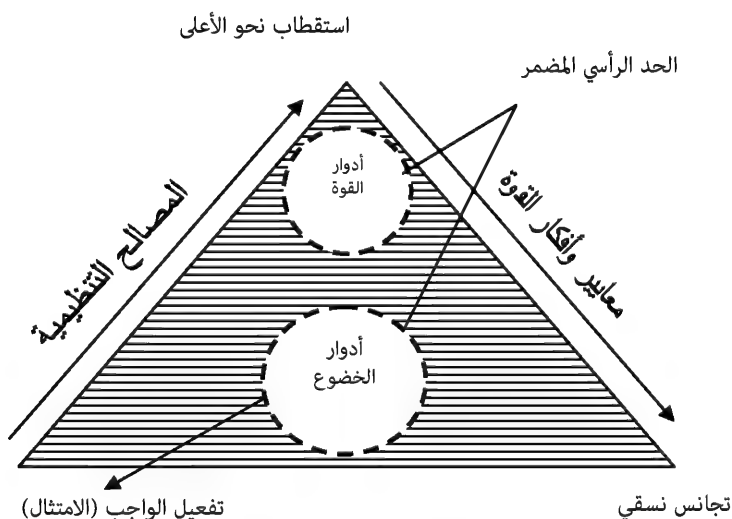 استقطاب نحو الأعلى
الحد الرأسي المضمر
أدوار
القوة
المصالح التنظيمية
معايير وأفكار القوة
أدوار
الخضوع
تجانس نسقي
تفعيل الواجب (الامتثال)